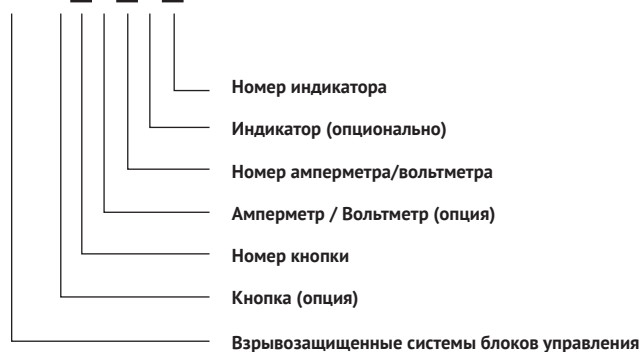 Номер индикатора
Индикатор (опционально)
Номер амперметра/вольтметра
Амперметр / Вольтметр (опция)
Номер кнопки
Кнопка (опция)
Взрывозащищенные системы блоков управления